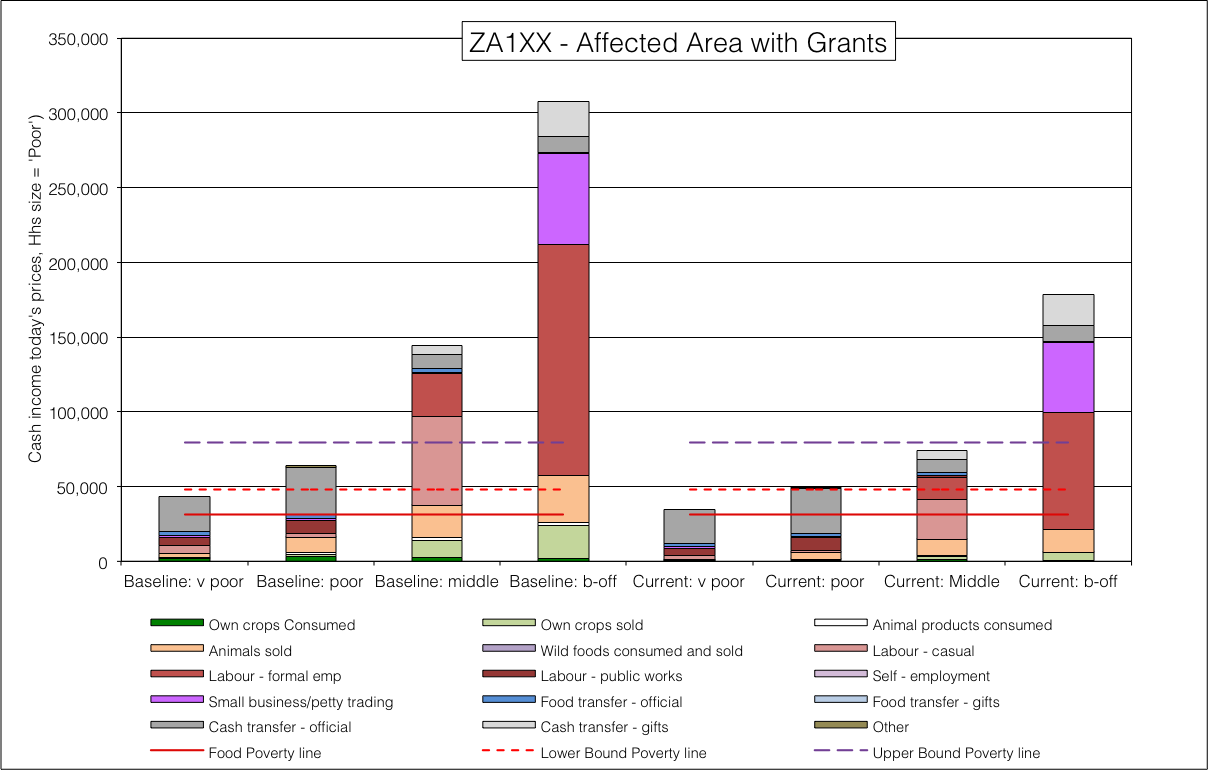 ZA1XX - Affected Area with Grants
Cash income today's prices, Hhs size = 'Poor')
350,000
300,000
250,000
200,000
150,000
100,000
50,000
0
Baseline: v poor Baseline: poor Baseline: middle Baseline: b-off Current: v poor Current: poor Current: Middle Current: b-off
Own crops Consumed Own crops sold Animal products consumed
Animals sold Wild foods consumed and sold Labour - casual
Labour - formal emp Labour - public works Self - employment
Small business/petty trading Food transfer - official Food transfer - gifts
Cash transfer - official Cash transfer - gifts Other
Food Poverty line Lower Bound Poverty line Upper Bound Poverty line